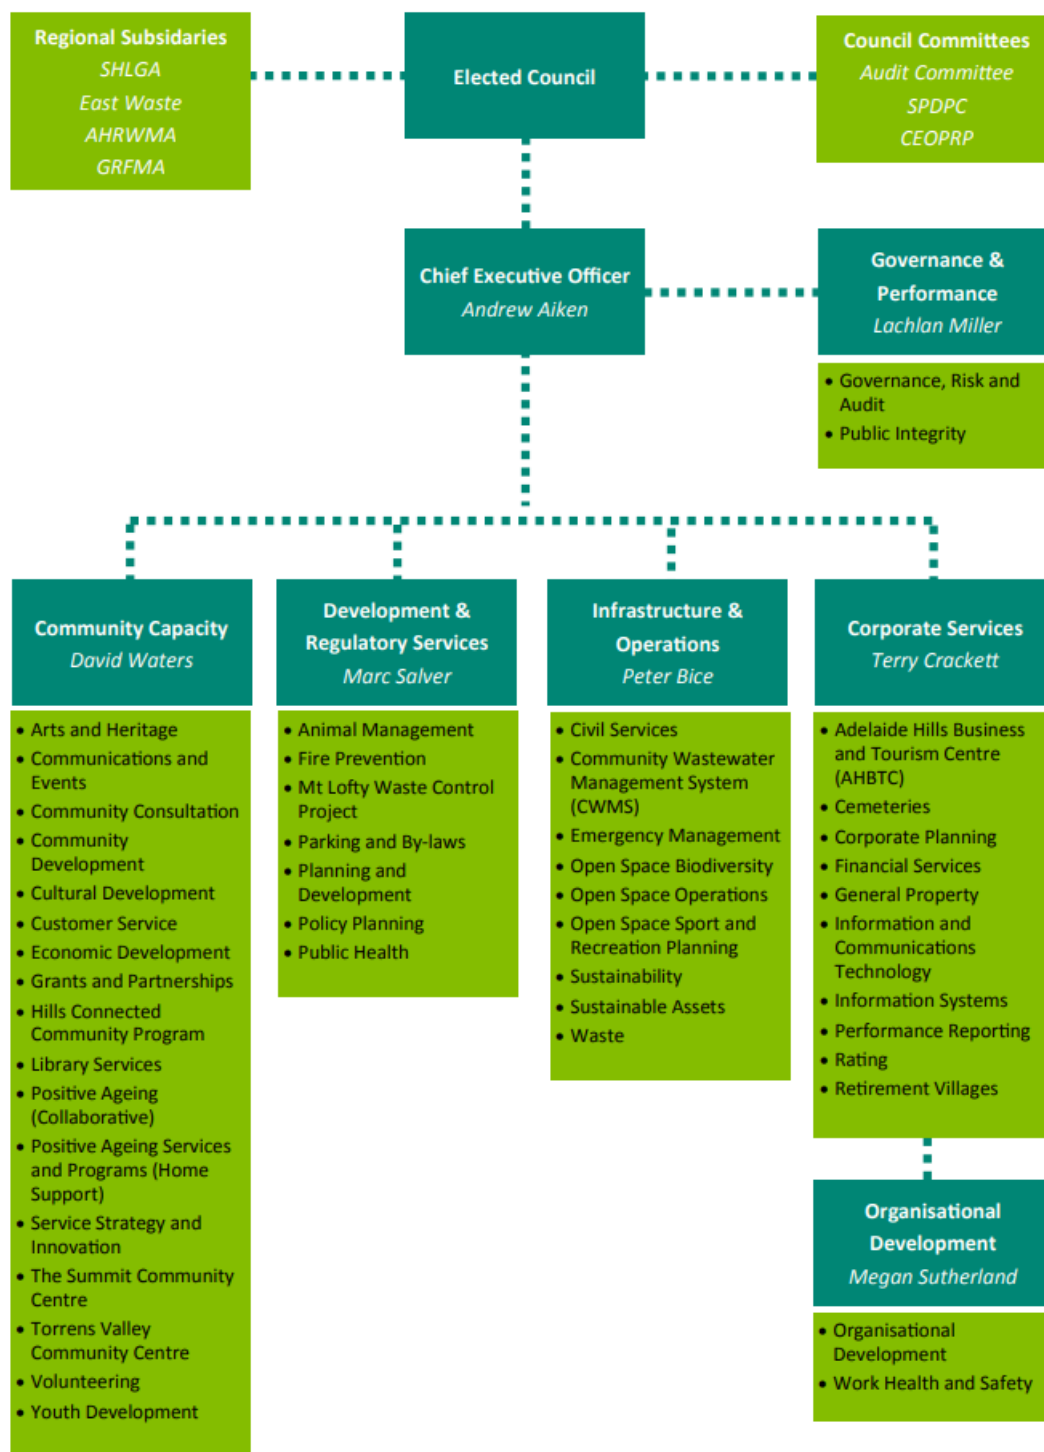 Regional Subsidaries
SHLGA
East Waste
AHRWMA
GRFMA
Elected Council
Council Committees
Audit Committee
SPDPC
CEOPRP
Chief Executive Officer
Andrew Aiken
Governance &
Performance
Lachlan Miller
• Governance, Risk and
Audit
• Public Integrity
Community Capacity
David Waters
• Arts and Heritage
• Communications and
Events
• Community Consultation
• Community
Development
• Cultural Development
• Customer Service
• Economic Development
• Grants and Partnerships
• Hills Connected
Community Program
• Library Services
• Positive Ageing
(Collaborative)
• Positive Ageing Services
and Programs (Home
Support)
• Service Strategy and
Innovation
• The Summit Community
Centre
• Torrens Valley
Community Centre
• Volunteering
• Youth Development
Development &
Regulatory Services
Marc Salver
• Animal Management
• Fire Prevention
• Mt Lofty Waste Control
Project
• Parking and By-laws
• Planning and
Development
• Policy Planning
• Public Health
Infrastructure &
Operations
Peter Bice
• Civil Services
• Community Wastewater
Management System
(CWMS)
• Emergency Management
• Open Space Biodiversity
• Open Space Operations
• Open Space Sport and
Recreation Planning
• Sustainability
• Sustainable Assets
• Waste
Corporate Services
Terry Crackett
• Adelaide Hills Business
and Tourism Centre
(AHBTC)
• Cemeteries
• Corporate Planning
• Financial Services
• General Property
• Information and
Communications
Technology
• Information Systems
• Performance Reporting
• Rating
• Retirement Villages
Organisational
Development
Megan Sutherland
• Organisational
Development
• Work Health and Safety